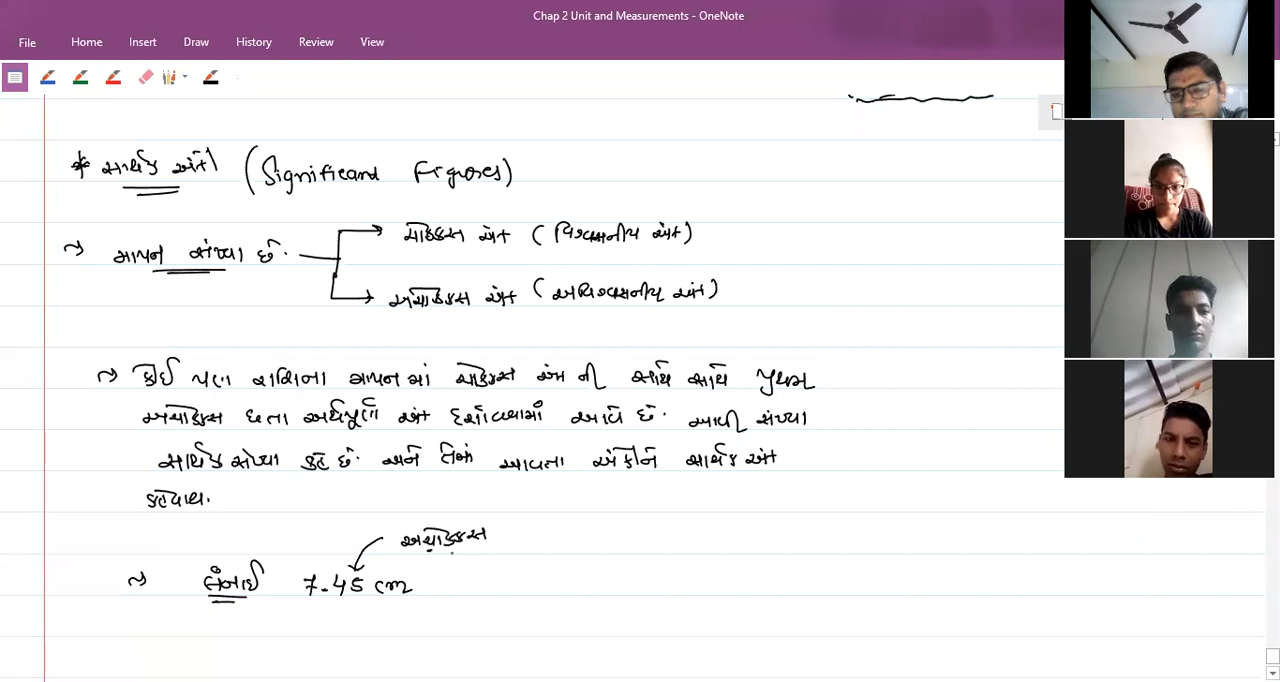 Chap 2 Unit and Measurements - OneNote
File Home Insert Draw History Review View
* સાર્થક અંકો (Significant Figures)
→ માપન સંખ્યા છે.
ચોક્કસ અંક (વિશ્વસનીય અંક)
અચોક્કસ અંક (અવિશ્વસનીય અંક)
→ કોઈ પણ રાશિના માપન માં ચોક્કસ અંક ની સાથે સાથે પ્રથમ
અચોક્કસ છતા અર્થપૂર્ણ અંક દર્શાવવામાં આવે છે. આવી સંખ્યા
સાર્થક સંખ્યા કહે છે. અને તેમાં આવતા અંકોને સાર્થક અંક
કહેવાય.
અચોક્કસ
→ લંબાઈ 7.45 cm